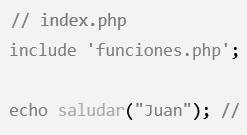 // index.php
include 'funciones.php';
echo saludar("Juan"); //